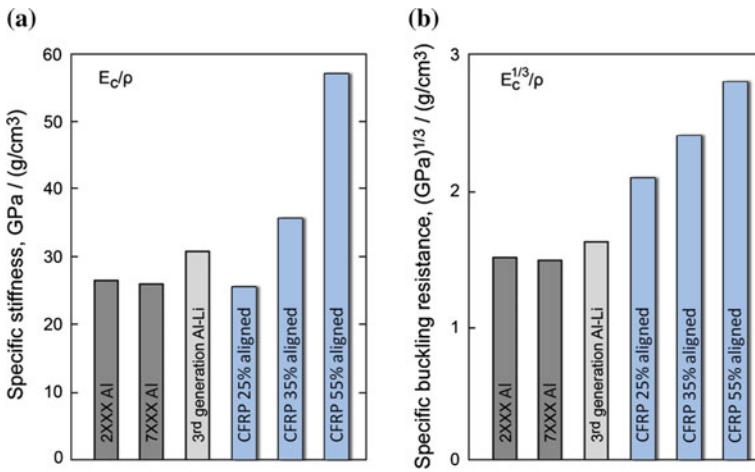 (a)
Specific stiffness, GPa / (g/cm³)
60
50
40
30
20
10
0
E_c/ρ
2XXX Al
7XXX Al
3rd generation Al-Li
CFRP 25% aligned
CFRP 35% aligned
CFRP 55% aligned
(b)
Specific buckling resistance, (GPa)^1/3 / (g/cm³)
3
2
1
0
E_c^1/3/ρ
2XXX Al
7XXX Al
3rd generation Al-Li
CFRP 25% aligned
CFRP 35% aligned
CFRP 55% aligned